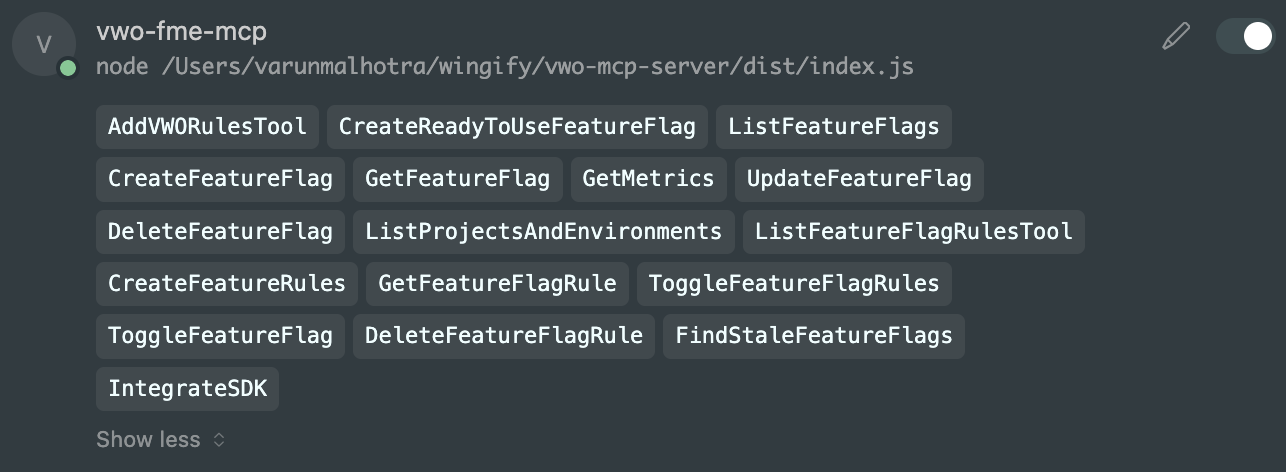 V
vwo-fme-mcp
node /Users/varunmalhotra/wingify/vwo-mcp-server/dist/index.js
AddVWORulesTool CreateReadyToUseFeatureFlag ListFeatureFlags
CreateFeatureFlag GetFeatureFlag GetMetrics UpdateFeatureFlag
DeleteFeatureFlag ListProjectsAndEnvironments ListFeatureFlagRulesTool
CreateFeatureRules GetFeatureFlagRule ToggleFeatureFlagRules
ToggleFeatureFlag DeleteFeatureFlagRule FindStaleFeatureFlags
IntegrateSDK
Show less